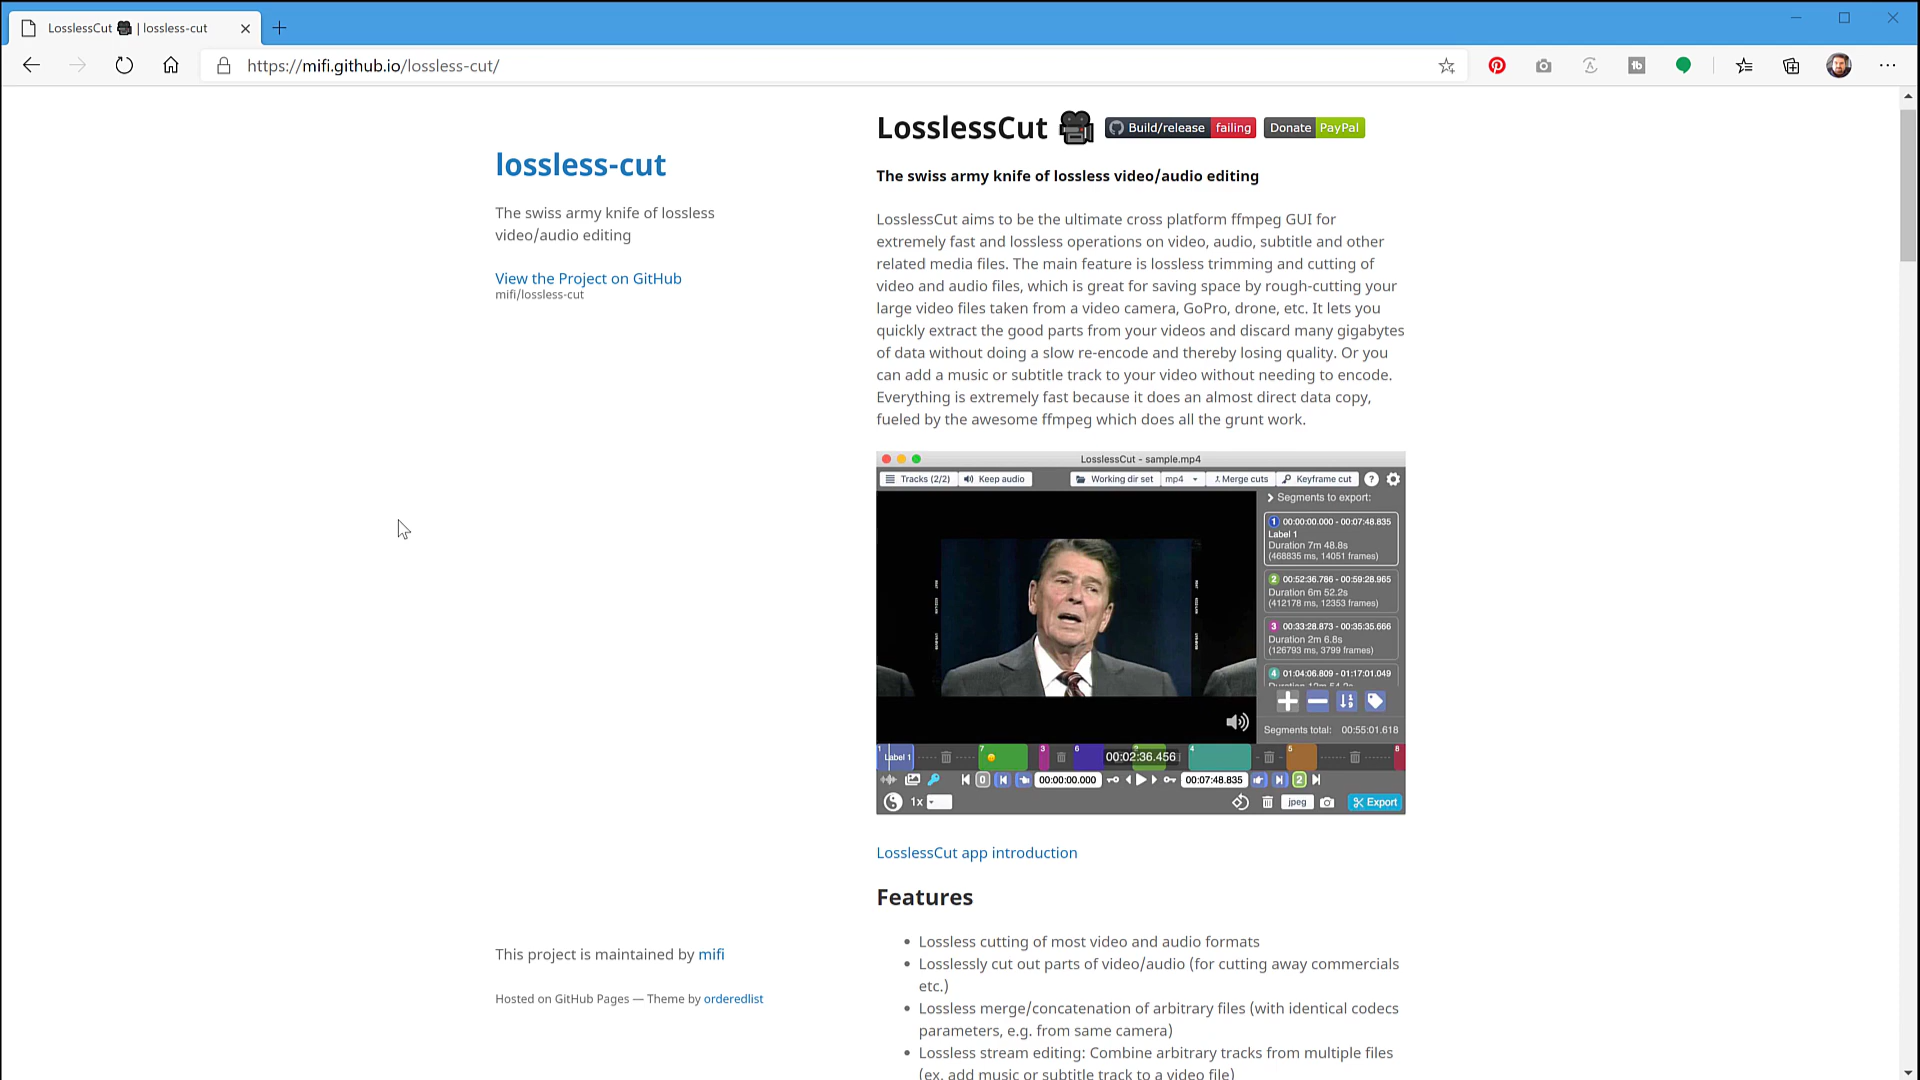 LosslessCut 🎥 | lossless-cut
https://mifi.github.io/lossless-cut/
lossless-cut
The swiss army knife of lossless
video/audio editing
View the Project on GitHub
mifi/lossless-cut
This project is maintained by mifi
Hosted on GitHub Pages — Theme by orderedlist
LosslessCut 🎥 Build/release failing Donate PayPal
The swiss army knife of lossless video/audio editing
LosslessCut aims to be the ultimate cross platform ffmpeg GUI for
extremely fast and lossless operations on video, audio, subtitle and other
related media files. The main feature is lossless trimming and cutting of
video and audio files, which is great for saving space by rough-cutting your
large video files taken from a video camera, GoPro, drone, etc. It lets you
quickly extract the good parts from your videos and discard many gigabytes
of data without doing a slow re-encode and thereby losing quality. Or you
can add a music or subtitle track to your video without needing to encode.
Everything is extremely fast because it does an almost direct data copy,
fueled by the awesome ffmpeg which does all the grunt work.
LosslessCut - sample.mp4
Tracks (2/2) Keep audio Working dir set mp4 Merge cuts Keyframe cut ?
Segments to export:
1 00:00:00.000 - 00:07:48.835
Label 1
Duration 7m 48.8s
(468835 ms, 14051 frames)
2 00:52:36.786 - 00:59:28.965
Duration 6m 52.2s
(412178 ms, 12353 frames)
3 00:33:28.873 - 00:35:35.666
Duration 2m 6.8s
(126793 ms, 3799 frames)
4 01:04:06.809 - 01:17:01.049
Segments total: 00:55:01.618
1 Label 1 7 3 6 00:02:36.456 4 5 8
0 00:00:00.000 00:07:48.835 2
1x jpeg Export
LosslessCut app introduction
Features
• Lossless cutting of most video and audio formats
• Losslessly cut out parts of video/audio (for cutting away commercials
etc.)
• Lossless merge/concatenation of arbitrary files (with identical codecs
parameters, e.g. from same camera)
• Lossless stream editing: Combine arbitrary tracks from multiple files
(ex. add music or subtitle track to a video file)